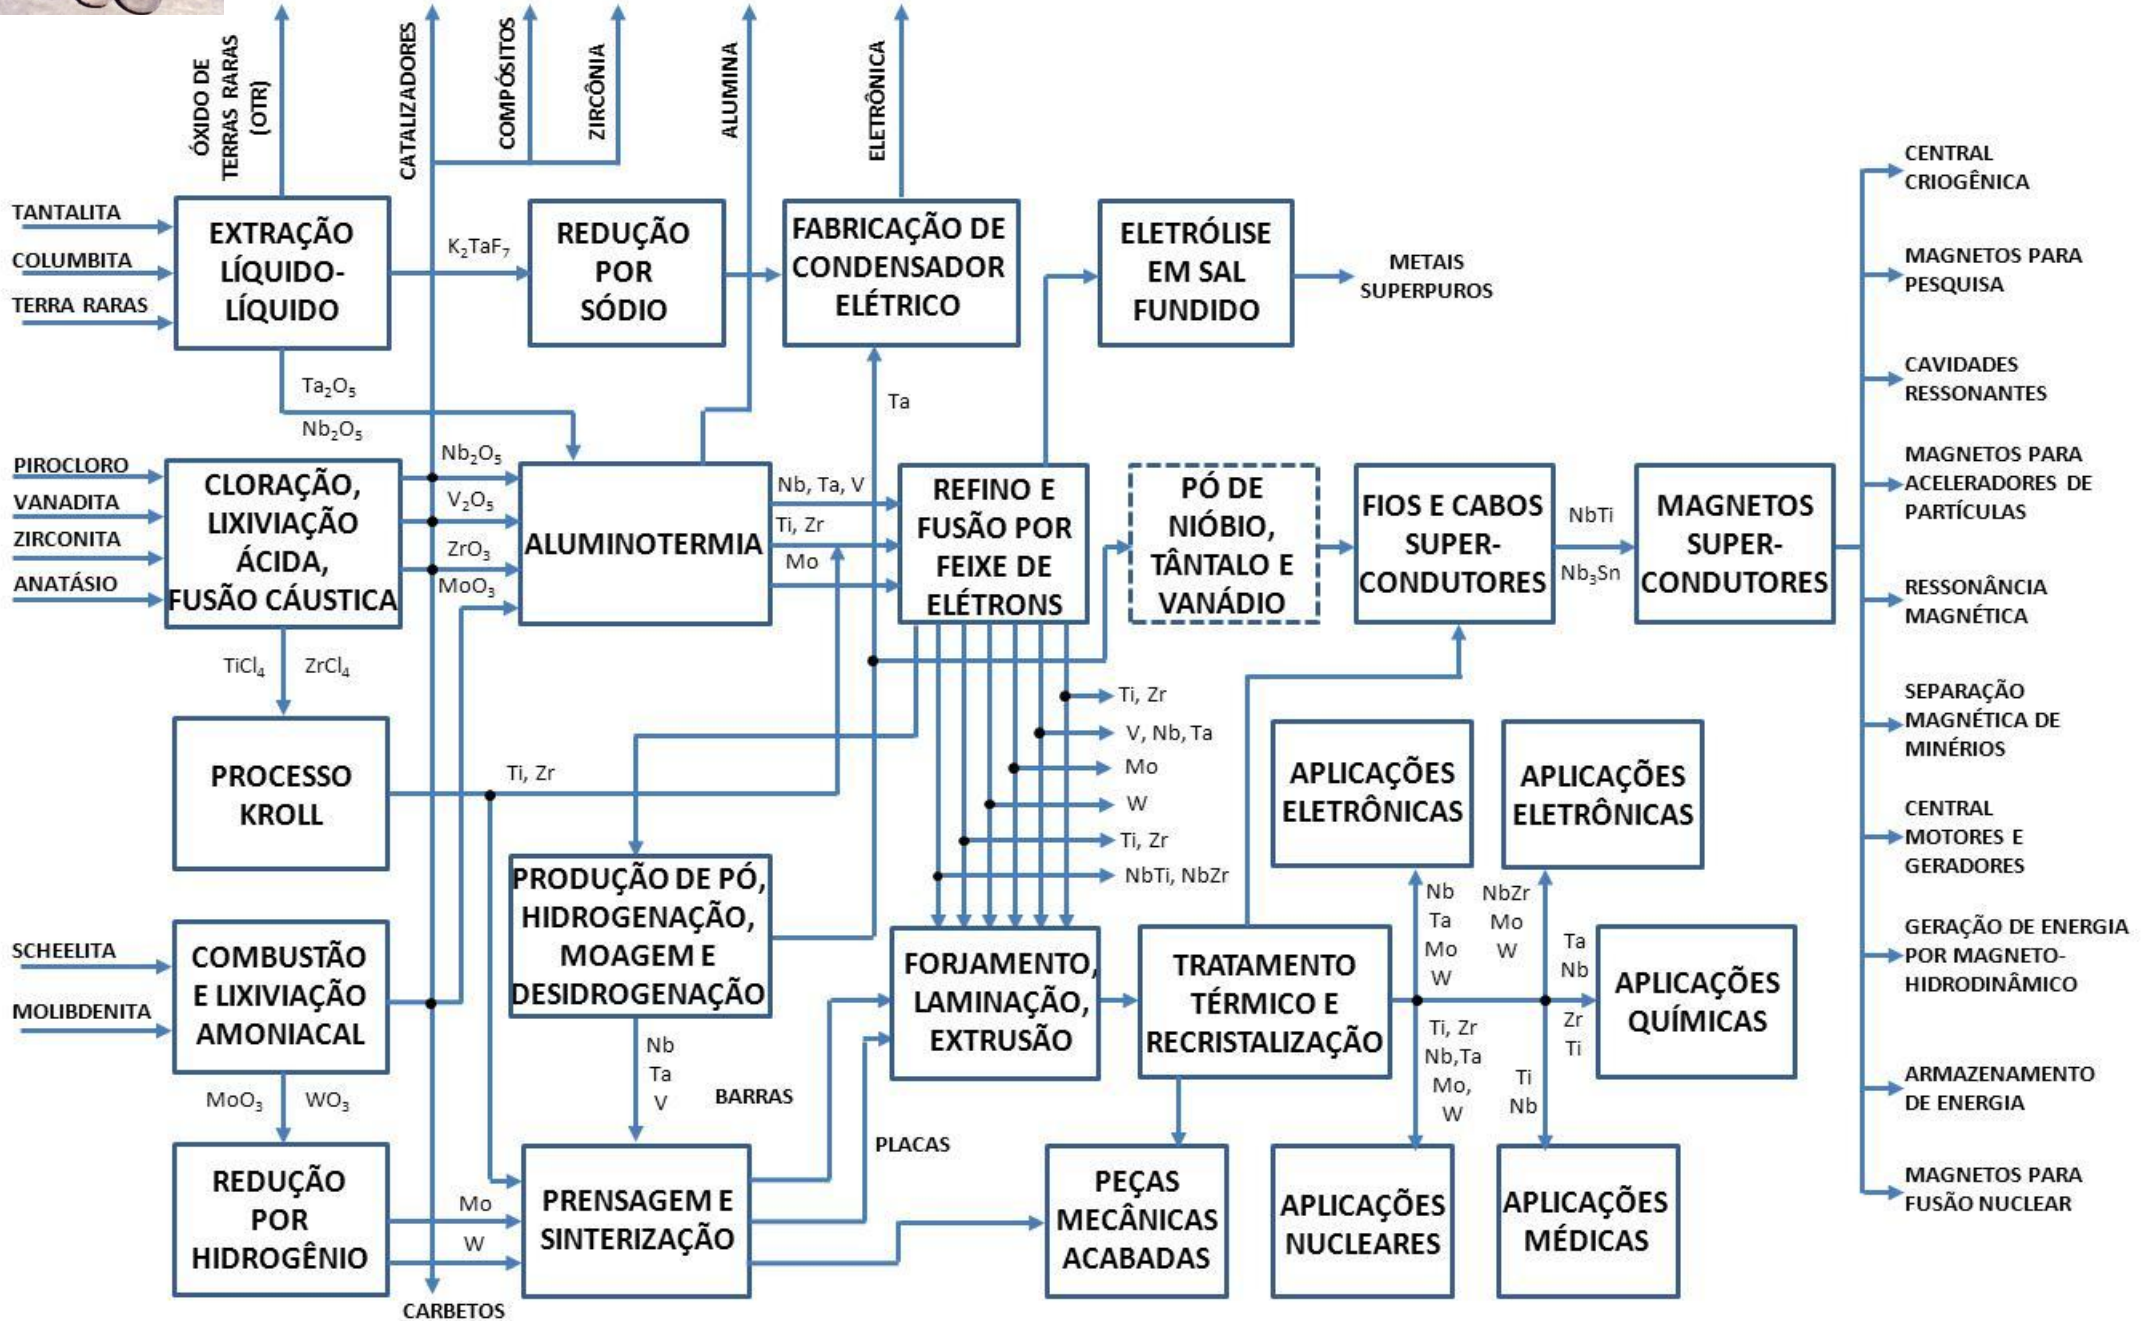 ÓXIDO DE
TERRAS RARAS
(OTR)
CATALIZADORES
COMPÓSITOS
ZIRCÔNIA
ALUMINA
ELETRÔNICA
TANTALITA
COLUMBITA
TERRA RARAS
EXTRAÇÃO
LÍQUIDO-
LÍQUIDO
K₂TaF₇
REDUÇÃO
POR
SÓDIO
FABRICAÇÃO DE
CONDENSADOR
ELÉTRICO
ELETRÓLISE
EM SAL
FUNDIDO
METAIS
SUPERPUROS
Ta₂O₅
Nb₂O₅
Ta
PIROCLORO
VANADITA
ZIRCONITA
ANATÁSIO
CLORAÇÃO,
LIXIVIAÇÃO
ÁCIDA,
FUSÃO CÁUSTICA
Nb₂O₅
V₂O₅
ZrO₃
MoO₃
ALUMINOTERMIA
Nb, Ta, V
Ti, Zr
Mo
REFINO E
FUSÃO POR
FEIXE DE
ELÉTRONS
PÓ DE
NIÓBIO,
TÂNTALO E
VANÁDIO
FIOS E CABOS
SUPER-
CONDUTORES
NbTi
Nb₃Sn
MAGNETOS
SUPER-
CONDUTORES
TiCl₄
ZrCl₄
PROCESSO
KROLL
Ti, Zr
Ti, Zr
V, Nb, Ta
Mo
W
Ti, Zr
NbTi, NbZr
APLICAÇÕES
ELETRÔNICAS
APLICAÇÕES
ELETRÔNICAS
PRODUÇÃO DE PÓ,
HIDROGENAÇÃO,
MOAGEM E
DESIDROGENAÇÃO
SCHEELITA
MOLIBDENITA
COMBUSTÃO
E LIXIVIAÇÃO
AMONIACAL
FORJAMENTO,
LAMINAÇÃO,
EXTRUSÃO
TRATAMENTO
TÉRMICO E
RECRISTALIZAÇÃO
Nb
Ta
Mo
W
NbZr
Mo
W
Ta
Nb
Zr
Ti
APLICAÇÕES
QUÍMICAS
Ti, Zr
Nb,Ta
Mo,
W
Ti
Nb
MoO₃
WO₃
Nb
Ta
V
BARRAS
PLACAS
REDUÇÃO
POR
HIDROGÊNIO
Mo
W
PRENSAGEM E
SINTERIZAÇÃO
PEÇAS
MECÂNICAS
ACABADAS
APLICAÇÕES
NUCLEARES
APLICAÇÕES
MÉDICAS
CARBETOS
CENTRAL
CRIOGÊNICA
MAGNETOS PARA
PESQUISA
CAVIDADES
RESSONANTES
MAGNETOS PARA
ACELERADORES DE
PARTÍCULAS
RESSONÂNCIA
MAGNÉTICA
SEPARAÇÃO
MAGNÉTICA DE
MINÉRIOS
CENTRAL
MOTORES E
GERADORES
GERAÇÃO DE ENERGIA
POR MAGNETO-
HIDRODINÂMICO
ARMAZENAMENTO
DE ENERGIA
MAGNETOS PARA
FUSÃO NUCLEAR